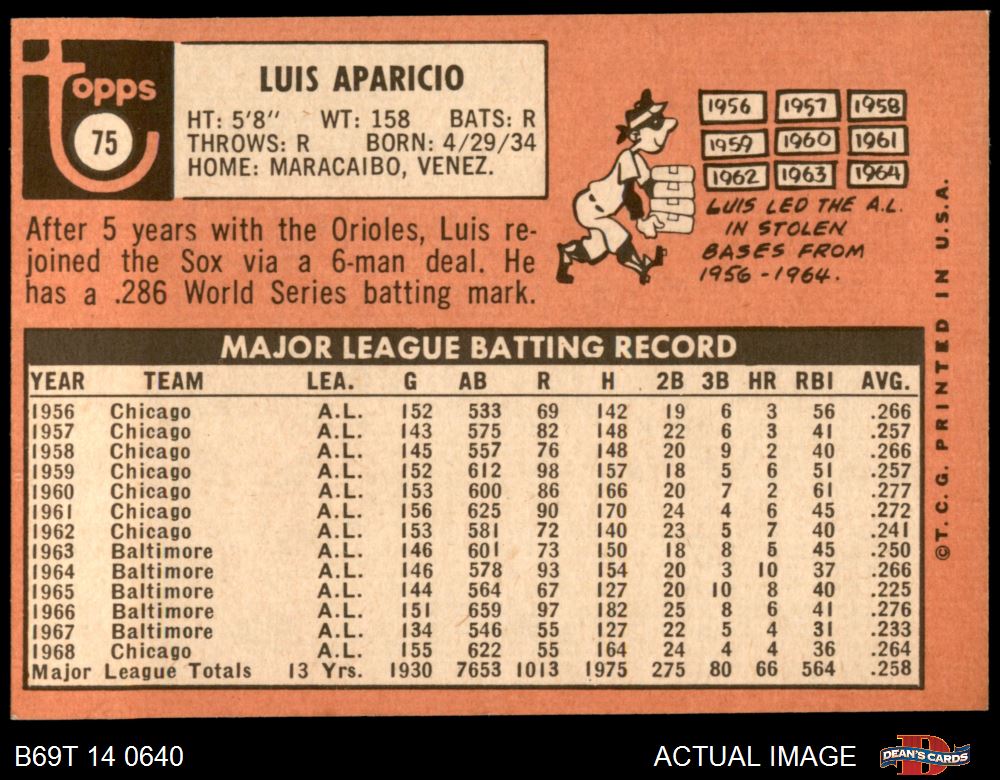 topps
75
LUIS APARICIO
HT: 5'8" WT: 158 BATS: R
THROWS: R BORN: 4/29/34
HOME: MARACAIBO, VENEZ.
After 5 years with the Orioles, Luis re-
joined the Sox via a 6-man deal. He
has a .286 World Series batting mark.
1956 1957 1958
1959 1960 1961
1962 1963 1964
LUIS LED THE A.L.
IN STOLEN
BASES FROM
1956-1964.
MAJOR LEAGUE BATTING RECORD
YEAR TEAM LEA. G AB R H 2B 3B HR RBI AVG.
1956 Chicago A.L. 152 533 69 142 19 6 3 56 .266
1957 Chicago A.L. 143 575 82 148 22 6 3 41 .257
1958 Chicago A.L. 145 557 76 148 20 9 2 40 .266
1959 Chicago A.L. 152 612 98 157 18 5 6 51 .257
1960 Chicago A.L. 153 600 86 166 20 7 2 61 .277
1961 Chicago A.L. 156 625 90 170 24 4 6 45 .272
1962 Chicago A.L. 153 581 72 140 23 5 7 40 .241
1963 Baltimore A.L. 146 601 73 150 18 8 5 45 .250
1964 Baltimore A.L. 146 578 93 154 20 3 10 37 .266
1965 Baltimore A.L. 144 564 67 127 20 10 8 40 .225
1966 Baltimore A.L. 151 659 97 182 25 8 6 41 .276
1967 Baltimore A.L. 134 546 55 127 22 5 4 31 .233
1968 Chicago A.L. 155 622 55 164 24 4 4 36 .264
Major League Totals 13 Yrs. 1930 7653 1013 1975 275 80 66 564 .258
©T.C.G. PRINTED IN U.S.A.
B69T 14 0640
ACTUAL IMAGE
D
DEAN'S CARDS